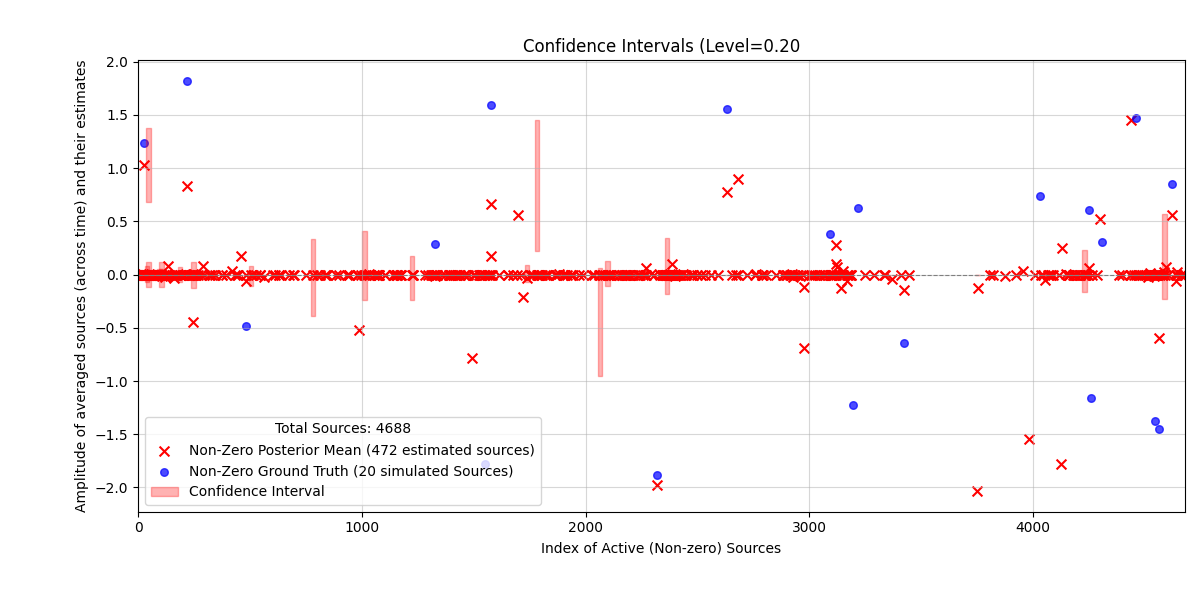 Confidence Intervals (Level=0.20
Amplitude of averaged sources (across time) and their estimates
2.0
1.5
1.0
0.5
0.0
−0.5
−1.0
−1.5
−2.0
Total Sources: 4688
Non-Zero Posterior Mean (472 estimated sources)
Non-Zero Ground Truth (20 simulated Sources)
Confidence Interval
0 1000 2000 3000 4000
Index of Active (Non-zero) Sources